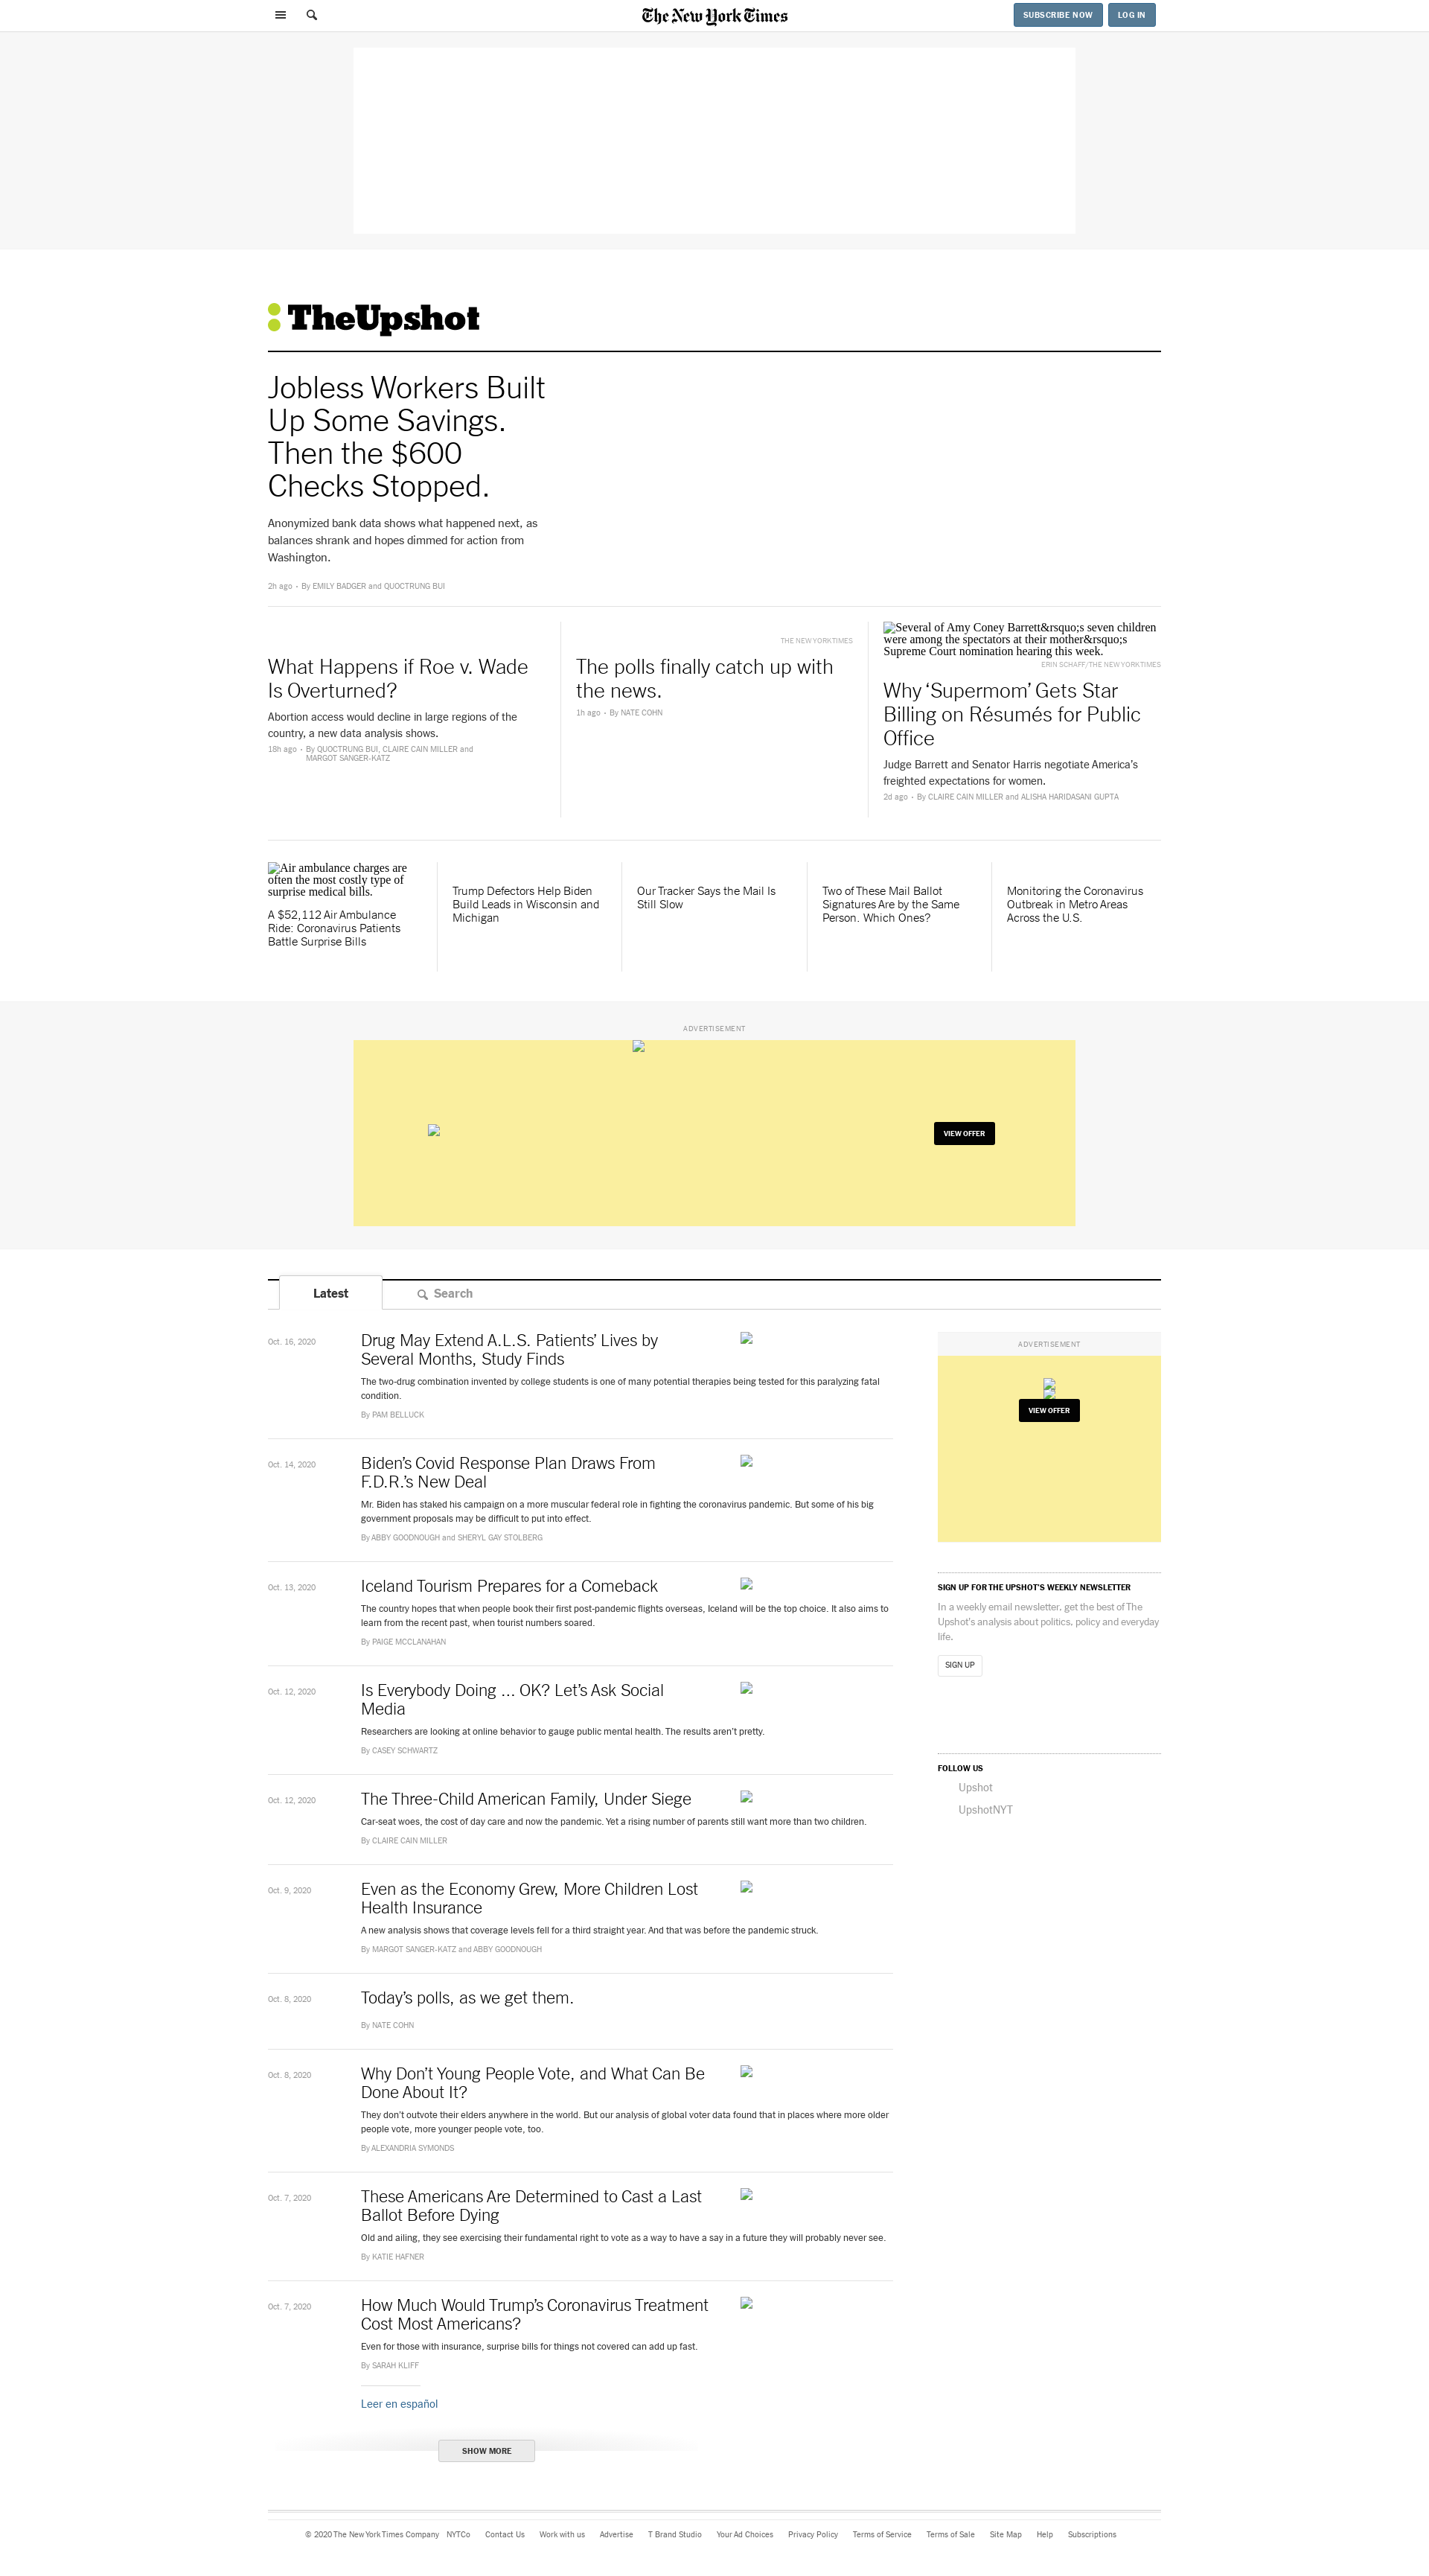 The New York Times
SUBSCRIBE NOW
LOG IN
TheUpshot
Jobless Workers Built
Up Some Savings.
Then the $600
Checks Stopped.
Anonymized bank data shows what happened next, as
balances shrank and hopes dimmed for action from
Washington.
2h ago • By EMILY BADGER and QUOCTRUNG BUI
What Happens if Roe v. Wade
Is Overturned?
Abortion access would decline in large regions of the
country, a new data analysis shows.
18h ago • By QUOCTRUNG BUI, CLAIRE CAIN MILLER and
MARGOT SANGER-KATZ
THE NEW YORK TIMES
The polls finally catch up with
the news.
1h ago • By NATE COHN
Several of Amy Coney Barrett&rsquo;s seven children
were among the spectators at their mother&rsquo;s
Supreme Court nomination hearing this week.
ERIN SCHAFF/THE NEW YORK TIMES
Why ‘Supermom’ Gets Star
Billing on Résumés for Public
Office
Judge Barrett and Senator Harris negotiate America’s
freighted expectations for women.
2d ago • By CLAIRE CAIN MILLER and ALISHA HARIDASANI GUPTA
Air ambulance charges are
often the most costly type of
surprise medical bills.
A $52,112 Air Ambulance
Ride: Coronavirus Patients
Battle Surprise Bills
Trump Defectors Help Biden
Build Leads in Wisconsin and
Michigan
Our Tracker Says the Mail Is
Still Slow
Two of These Mail Ballot
Signatures Are by the Same
Person. Which Ones?
Monitoring the Coronavirus
Outbreak in Metro Areas
Across the U.S.
ADVERTISEMENT
VIEW OFFER
Latest
Search
Oct. 16, 2020
Drug May Extend A.L.S. Patients’ Lives by
Several Months, Study Finds
The two-drug combination invented by college students is one of many potential therapies being tested for this paralyzing fatal
condition.
By PAM BELLUCK
Oct. 14, 2020
Biden’s Covid Response Plan Draws From
F.D.R.’s New Deal
Mr. Biden has staked his campaign on a more muscular federal role in fighting the coronavirus pandemic. But some of his big
government proposals may be difficult to put into effect.
By ABBY GOODNOUGH and SHERYL GAY STOLBERG
Oct. 13, 2020
Iceland Tourism Prepares for a Comeback
The country hopes that when people book their first post-pandemic flights overseas, Iceland will be the top choice. It also aims to
learn from the recent past, when tourist numbers soared.
By PAIGE MCCLANAHAN
Oct. 12, 2020
Is Everybody Doing … OK? Let’s Ask Social
Media
Researchers are looking at online behavior to gauge public mental health. The results aren’t pretty.
By CASEY SCHWARTZ
Oct. 12, 2020
The Three-Child American Family, Under Siege
Car-seat woes, the cost of day care and now the pandemic. Yet a rising number of parents still want more than two children.
By CLAIRE CAIN MILLER
Oct. 9, 2020
Even as the Economy Grew, More Children Lost
Health Insurance
A new analysis shows that coverage levels fell for a third straight year. And that was before the pandemic struck.
By MARGOT SANGER-KATZ and ABBY GOODNOUGH
Oct. 8, 2020
Today’s polls, as we get them.
By NATE COHN
Oct. 8, 2020
Why Don’t Young People Vote, and What Can Be
Done About It?
They don’t outvote their elders anywhere in the world. But our analysis of global voter data found that in places where more older
people vote, more younger people vote, too.
By ALEXANDRIA SYMONDS
Oct. 7, 2020
These Americans Are Determined to Cast a Last
Ballot Before Dying
Old and ailing, they see exercising their fundamental right to vote as a way to have a say in a future they will probably never see.
By KATIE HAFNER
Oct. 7, 2020
How Much Would Trump’s Coronavirus Treatment
Cost Most Americans?
Even for those with insurance, surprise bills for things not covered can add up fast.
By SARAH KLIFF
Leer en español
SHOW MORE
ADVERTISEMENT
VIEW OFFER
SIGN UP FOR THE UPSHOT’S WEEKLY NEWSLETTER
In a weekly email newsletter, get the best of The
Upshot's analysis about politics, policy and everyday
life.
SIGN UP
FOLLOW US
Upshot
UpshotNYT
© 2020 The New York Times Company NYTCo Contact Us Work with us Advertise T Brand Studio Your Ad Choices Privacy Policy Terms of Service Terms of Sale Site Map Help Subscriptions